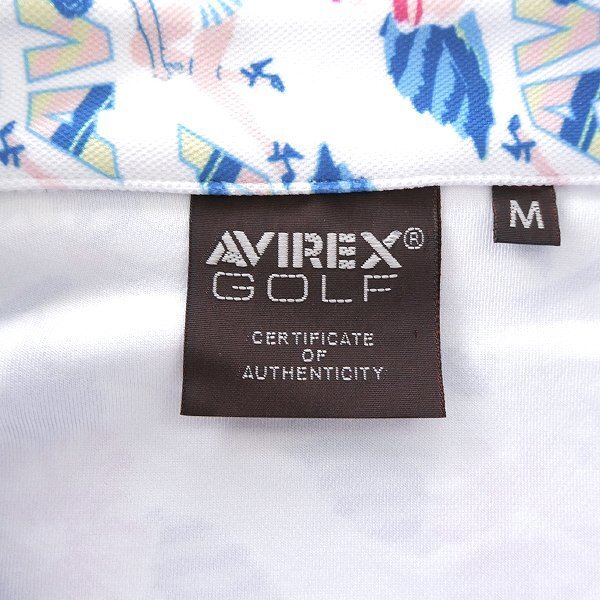 AVIREX®
GOLF
CERTIFICATE
OF
AUTHENTICITY
M